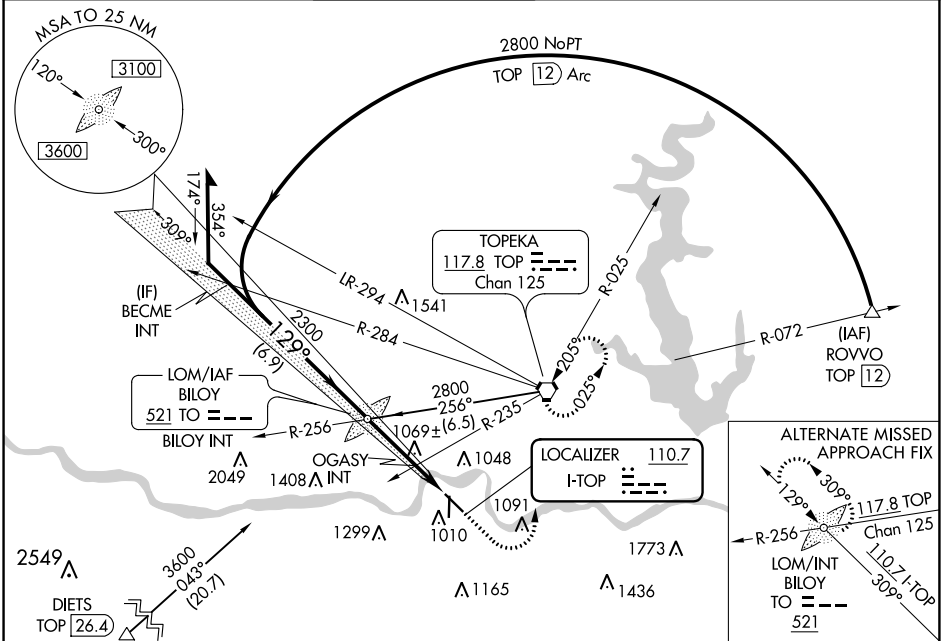 MSA TO 25 NM
120°
3100
3600
300°
2800 NoPT
TOP 12 Arc
174°
354°
309°
(IF)
BECME
INT
LR-294
1541
R-284
2300
129°
(6.9)
TOPEKA
117.8 TOP
Chan 125
R-025
R-072
(IAF)
ROVVO
TOP 12
205°
025°
LOM/IAF
BILOY
521 TO
BILOY INT
R-256
2800
256°
(6.5)
R-235
1069±
OGASY
INT
2049
1408
1048
LOCALIZER 110.7
I-TOP
1091
1010
1299
1773
2549
3600
043°
(20.7)
DIETS
TOP 26.4
1165
1436
ALTERNATE MISSED
APPROACH FIX
129°
309°
R-256
117.8 TOP
Chan 125
110.7 I-TOP
309°
LOM/INT
BILOY
TO
521